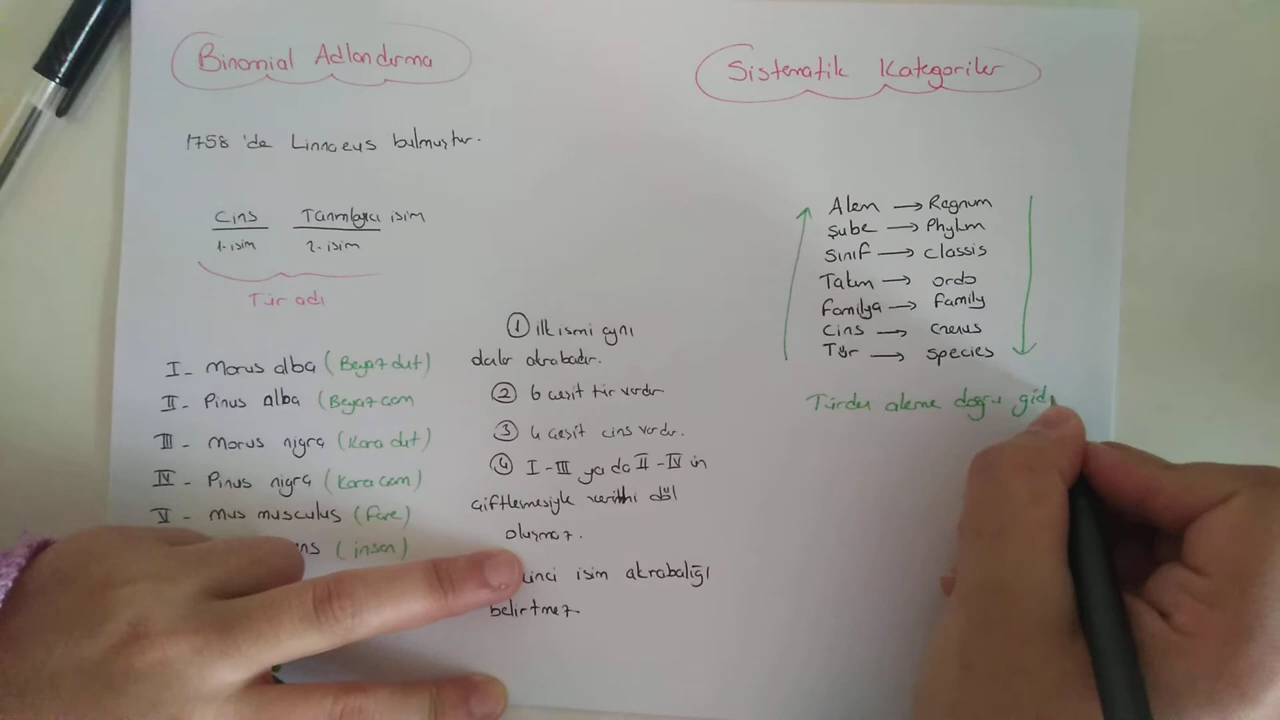 Binomial Adlandırma
1758 'de Linnaeus bulmuştur.
Cins Tanımlayıcı isim
1. isim 2. isim
Tür adı
I - Morus alba (Beyaz dut)
II - Pinus alba (Beyaz çam
III - Morus nigra (Kara dut)
IV - Pinus nigra (Kara çam)
V - Mus musculus (Fare)
ns (insan)
① ilk ismi aynı
olanlar akrabadır.
② 6 çeşit tür vardır
③ 4 çeşit cins vardır.
④ I-III ya da II-IV ün
çiftleşmesiyle verimli döl
oluşmaz.
inci isim akrabalığı
belirtmez
Sistematik Kategoriler
Alem → Regnum
Şube → Phylum
Sınıf → classis
Takım → ordo
Familya → family
Cins → Genus
Tür → species
Türden aleme doğru gid